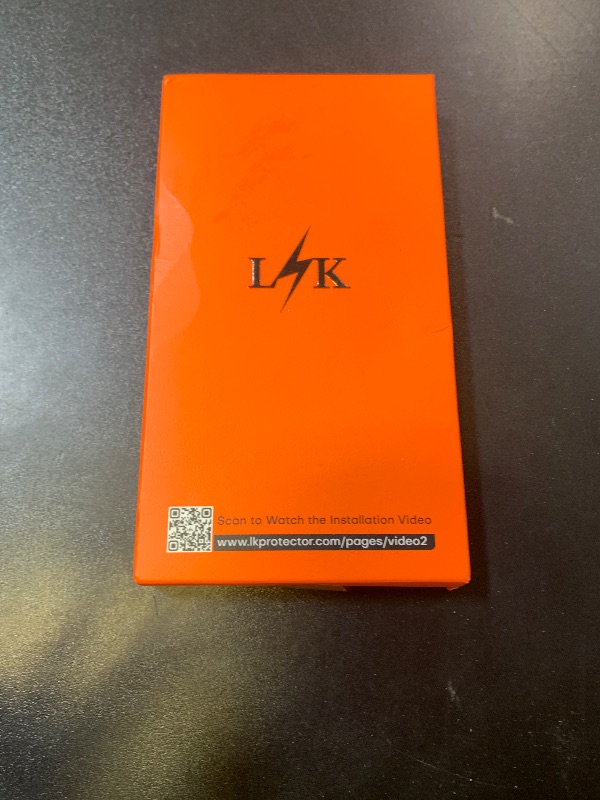 LK
Scan to Watch the Installation Video
www.lkprotector.com/pages/video2